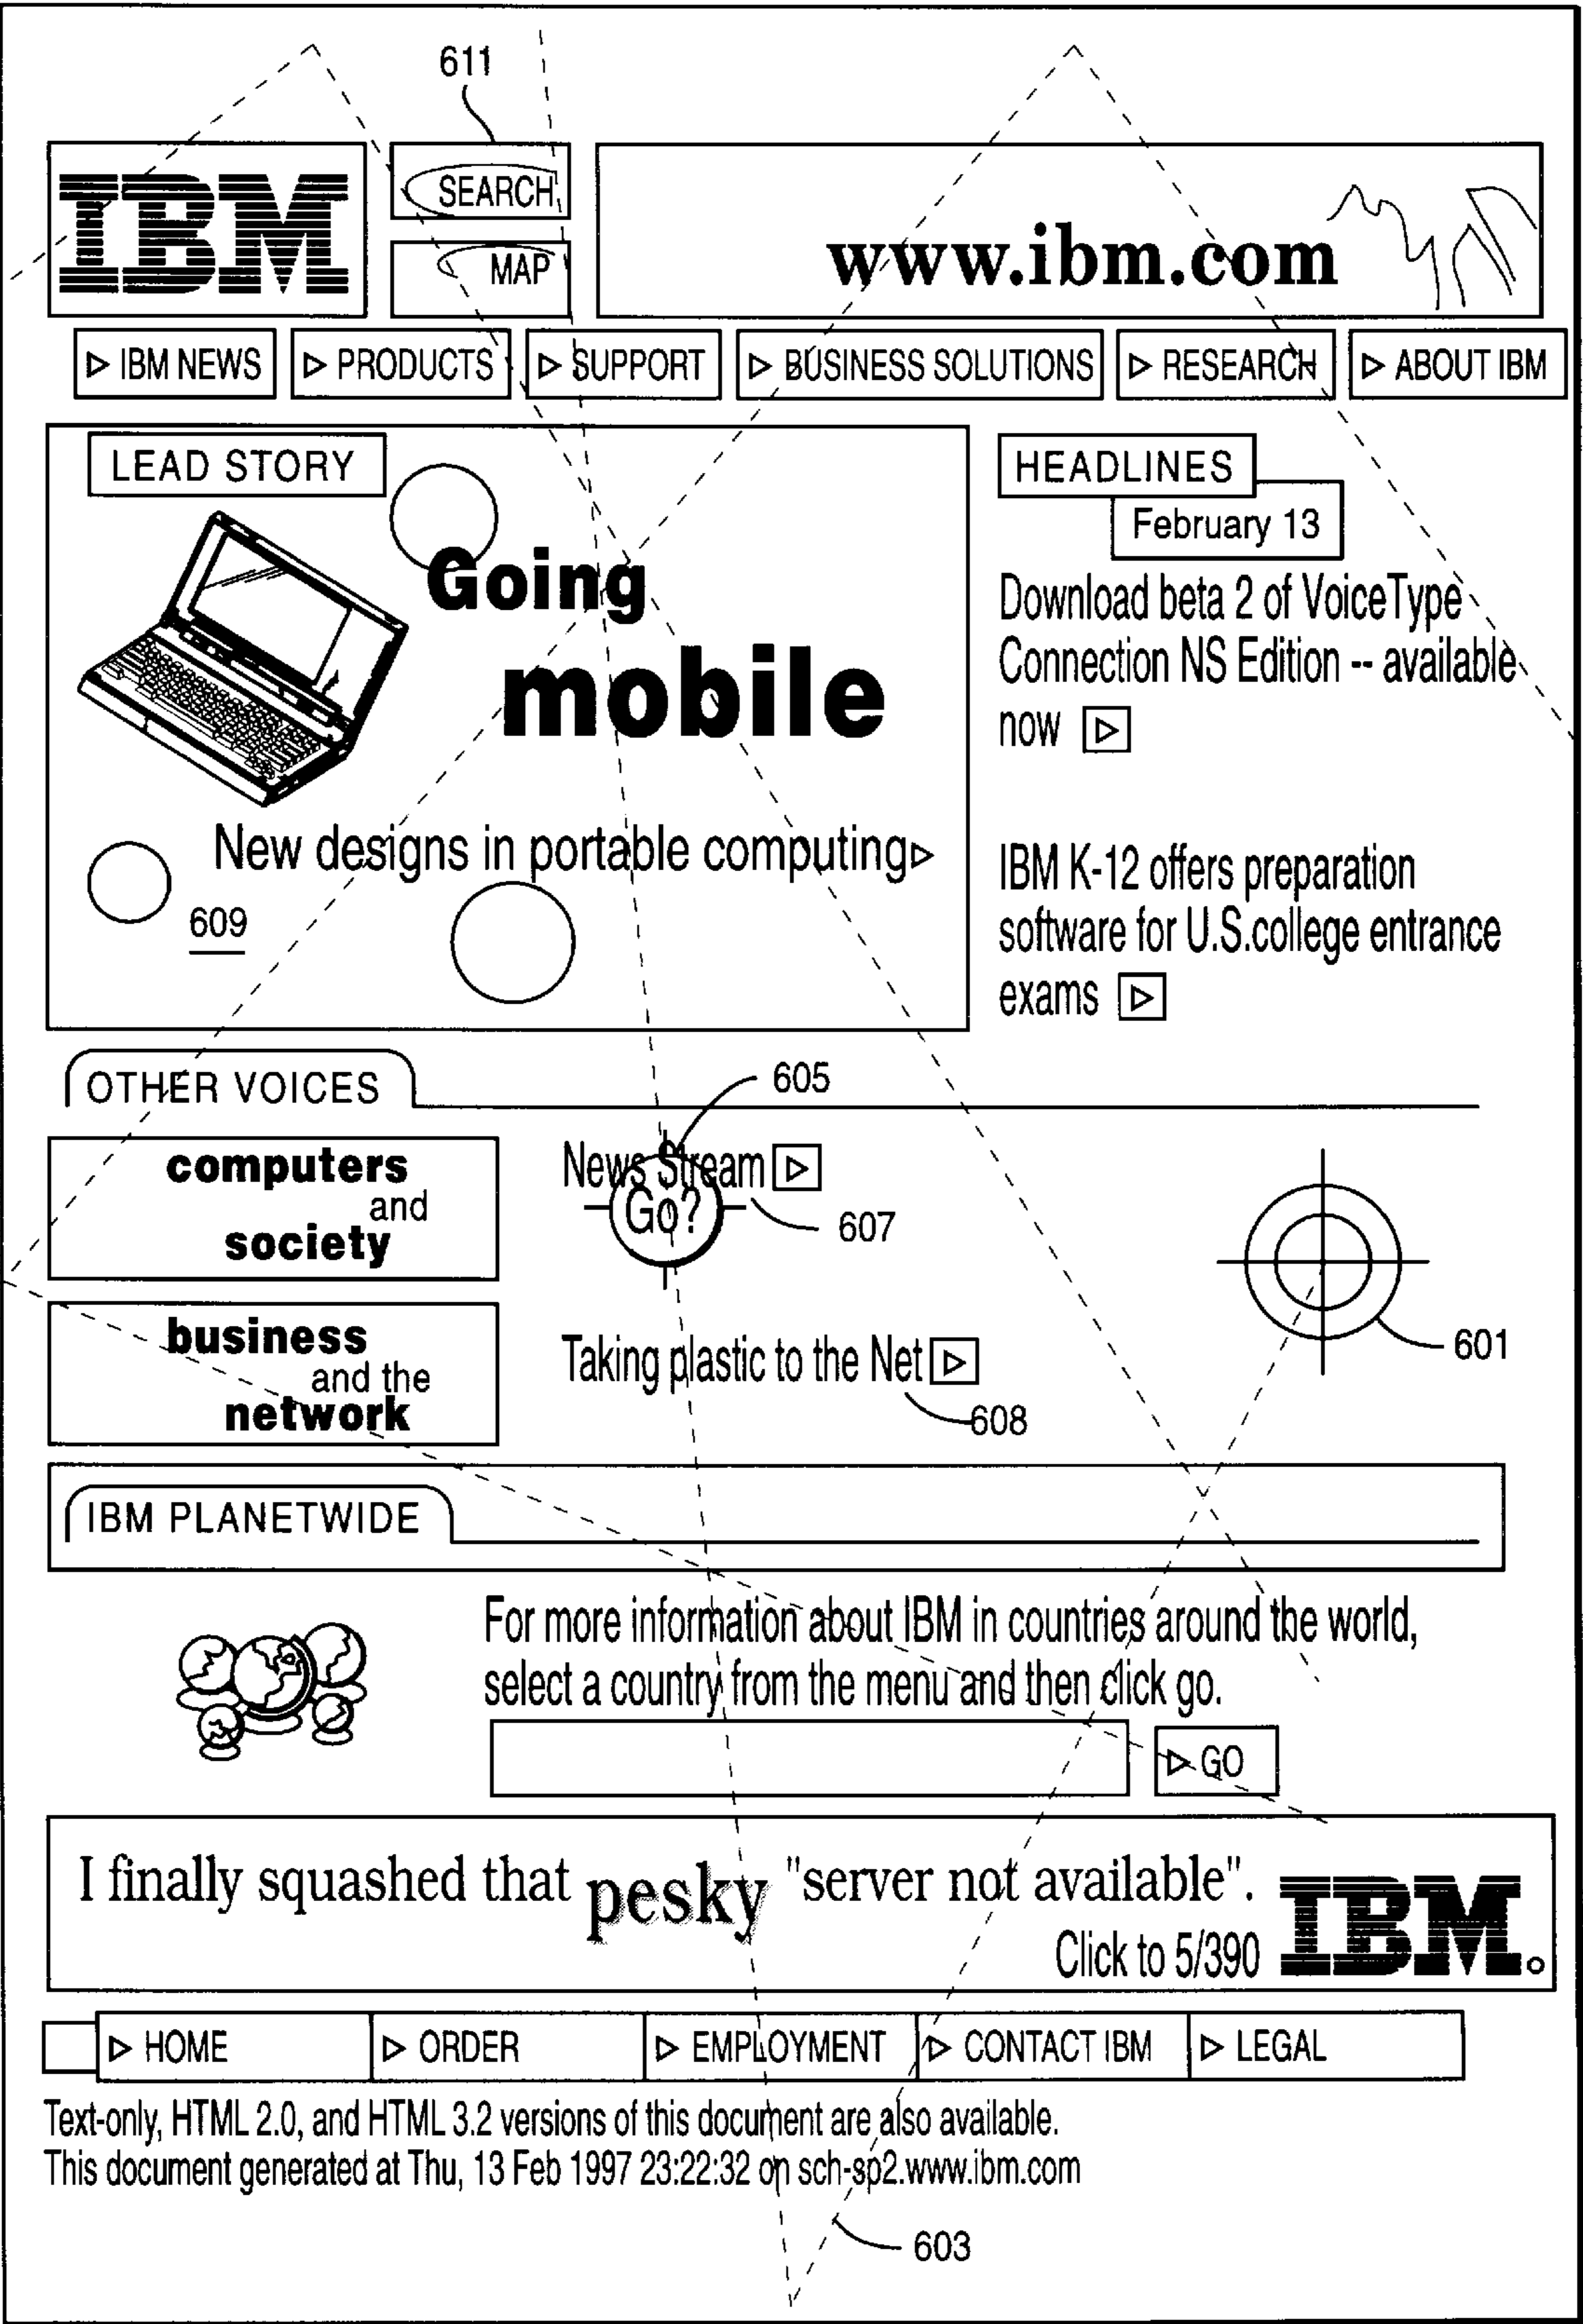 611
IBM
SEARCH
MAP
www.ibm.com
IBM NEWS
PRODUCTS
SUPPORT
BUSINESS SOLUTIONS
RESEARCH
ABOUT IBM
LEAD STORY
Going
mobile
New designs in portable computing
609
HEADLINES
February 13
Download beta 2 of VoiceType
Connection NS Edition -- available
now
IBM K-12 offers preparation
software for U.S.college entrance
exams
OTHER VOICES
computers
and
society
business
and the
network
605
News Stream
Go?
607
Taking plastic to the Net
608
601
IBM PLANETWIDE
For more information about IBM in countries around the world,
select a country from the menu and then click go.
GO
I finally squashed that pesky "server not available".
Click to 5/390
IBM
HOME
ORDER
EMPLOYMENT
CONTACT IBM
LEGAL
Text-only, HTML 2.0, and HTML 3.2 versions of this document are also available.
This document generated at Thu, 13 Feb 1997 23:22:32 on sch-sp2.www.ibm.com
603